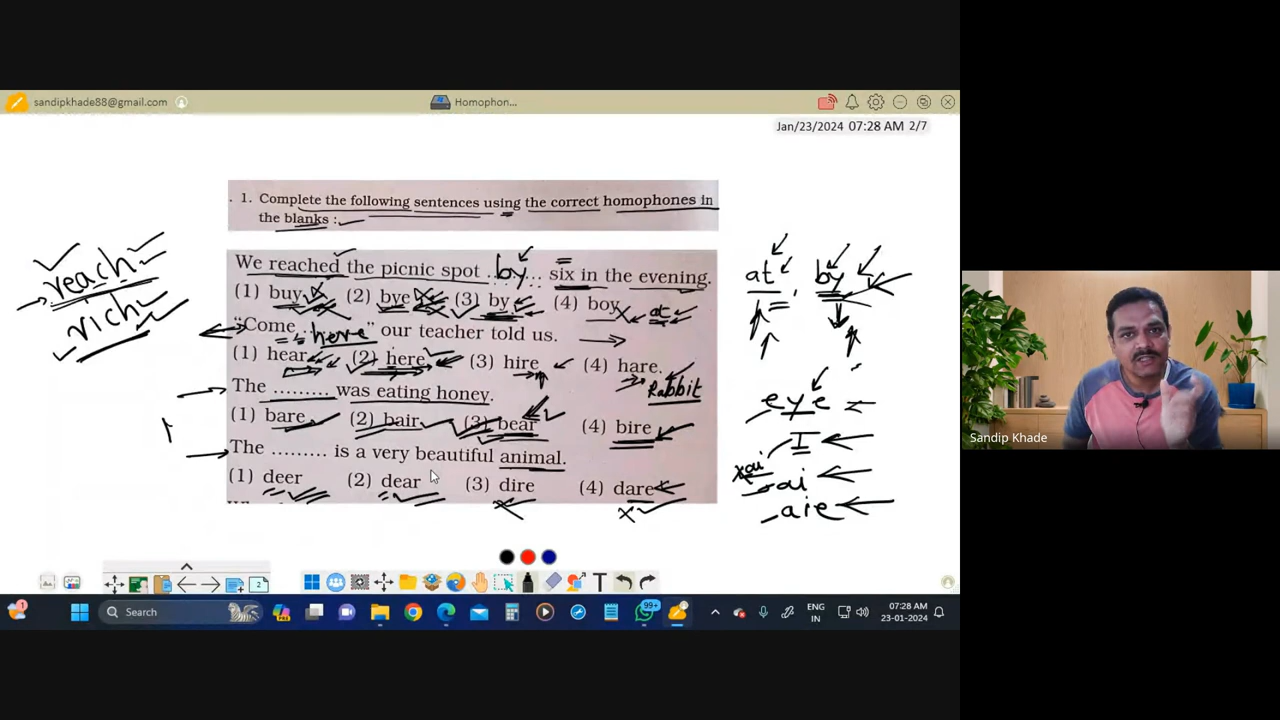 sandipkhade88@gmail.com
Homophon...
Jan/23/2024 07:28 AM 2/7
. 1. Complete the following sentences using the correct homophones in
the blanks :
We reached the picnic spot ... by ... six in the evening.
(1) buy (2) bye (3) by (4) boy
at
"Come ..here" our teacher told us.
(1) hear (2) here (3) hire (4) hare.
Rabbit
The ......... was eating honey.
(1) bare (2) bair (3) bear (4) bire
The ......... is a very beautiful animal.
(1) deer (2) dear (3) dire (4) dare
reach
rich
at , by
eye
I
ai
ai
aie
Sandip Khade
2
T
Search
PRE
99+
ENG
IN
07:28 AM
23-01-2024
1